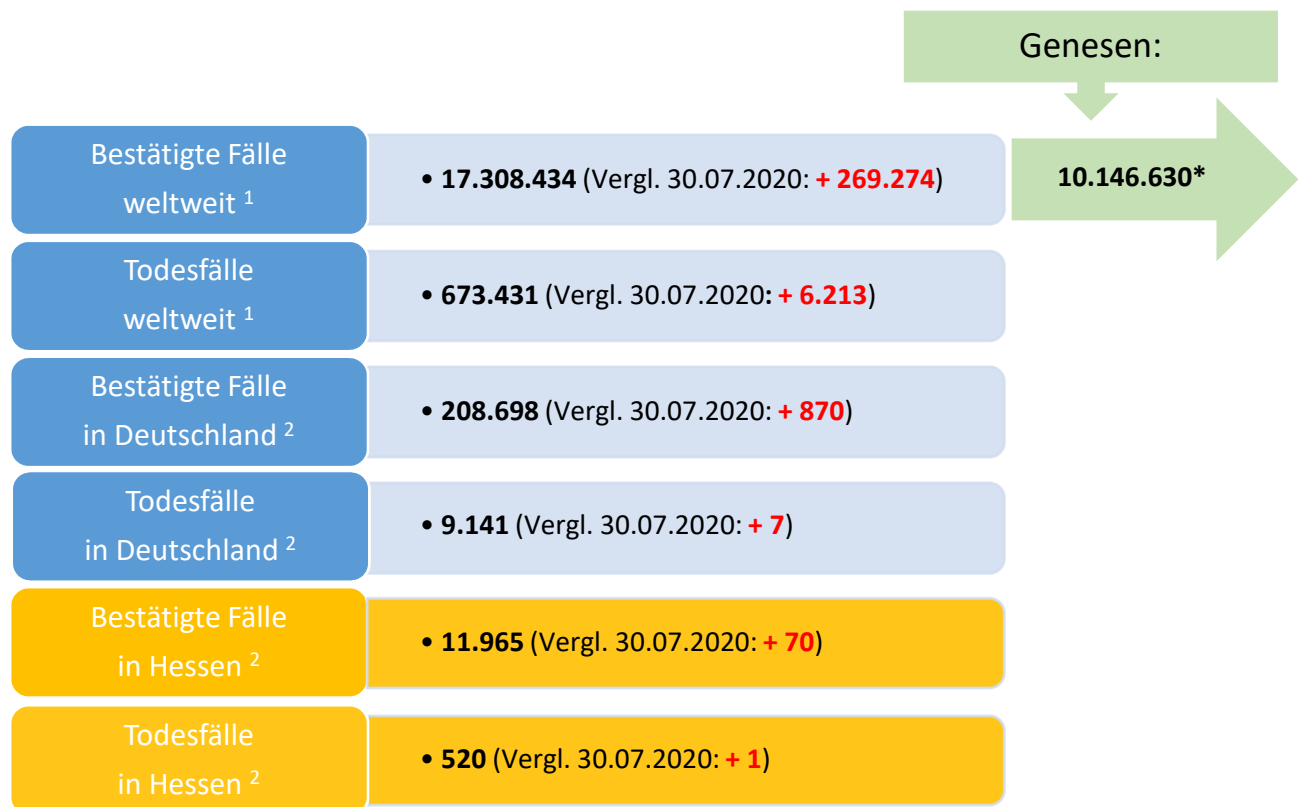 Genesen:
Bestätigte Fälle
weltweit ¹
• 17.308.434 (Vergl. 30.07.2020: + 269.274)
10.146.630*
Todesfälle
weltweit ¹
• 673.431 (Vergl. 30.07.2020: + 6.213)
Bestätigte Fälle
in Deutschland ²
• 208.698 (Vergl. 30.07.2020: + 870)
Todesfälle
in Deutschland ²
• 9.141 (Vergl. 30.07.2020: + 7)
Bestätigte Fälle
in Hessen ²
• 11.965 (Vergl. 30.07.2020: + 70)
Todesfälle
in Hessen ²
• 520 (Vergl. 30.07.2020: + 1)